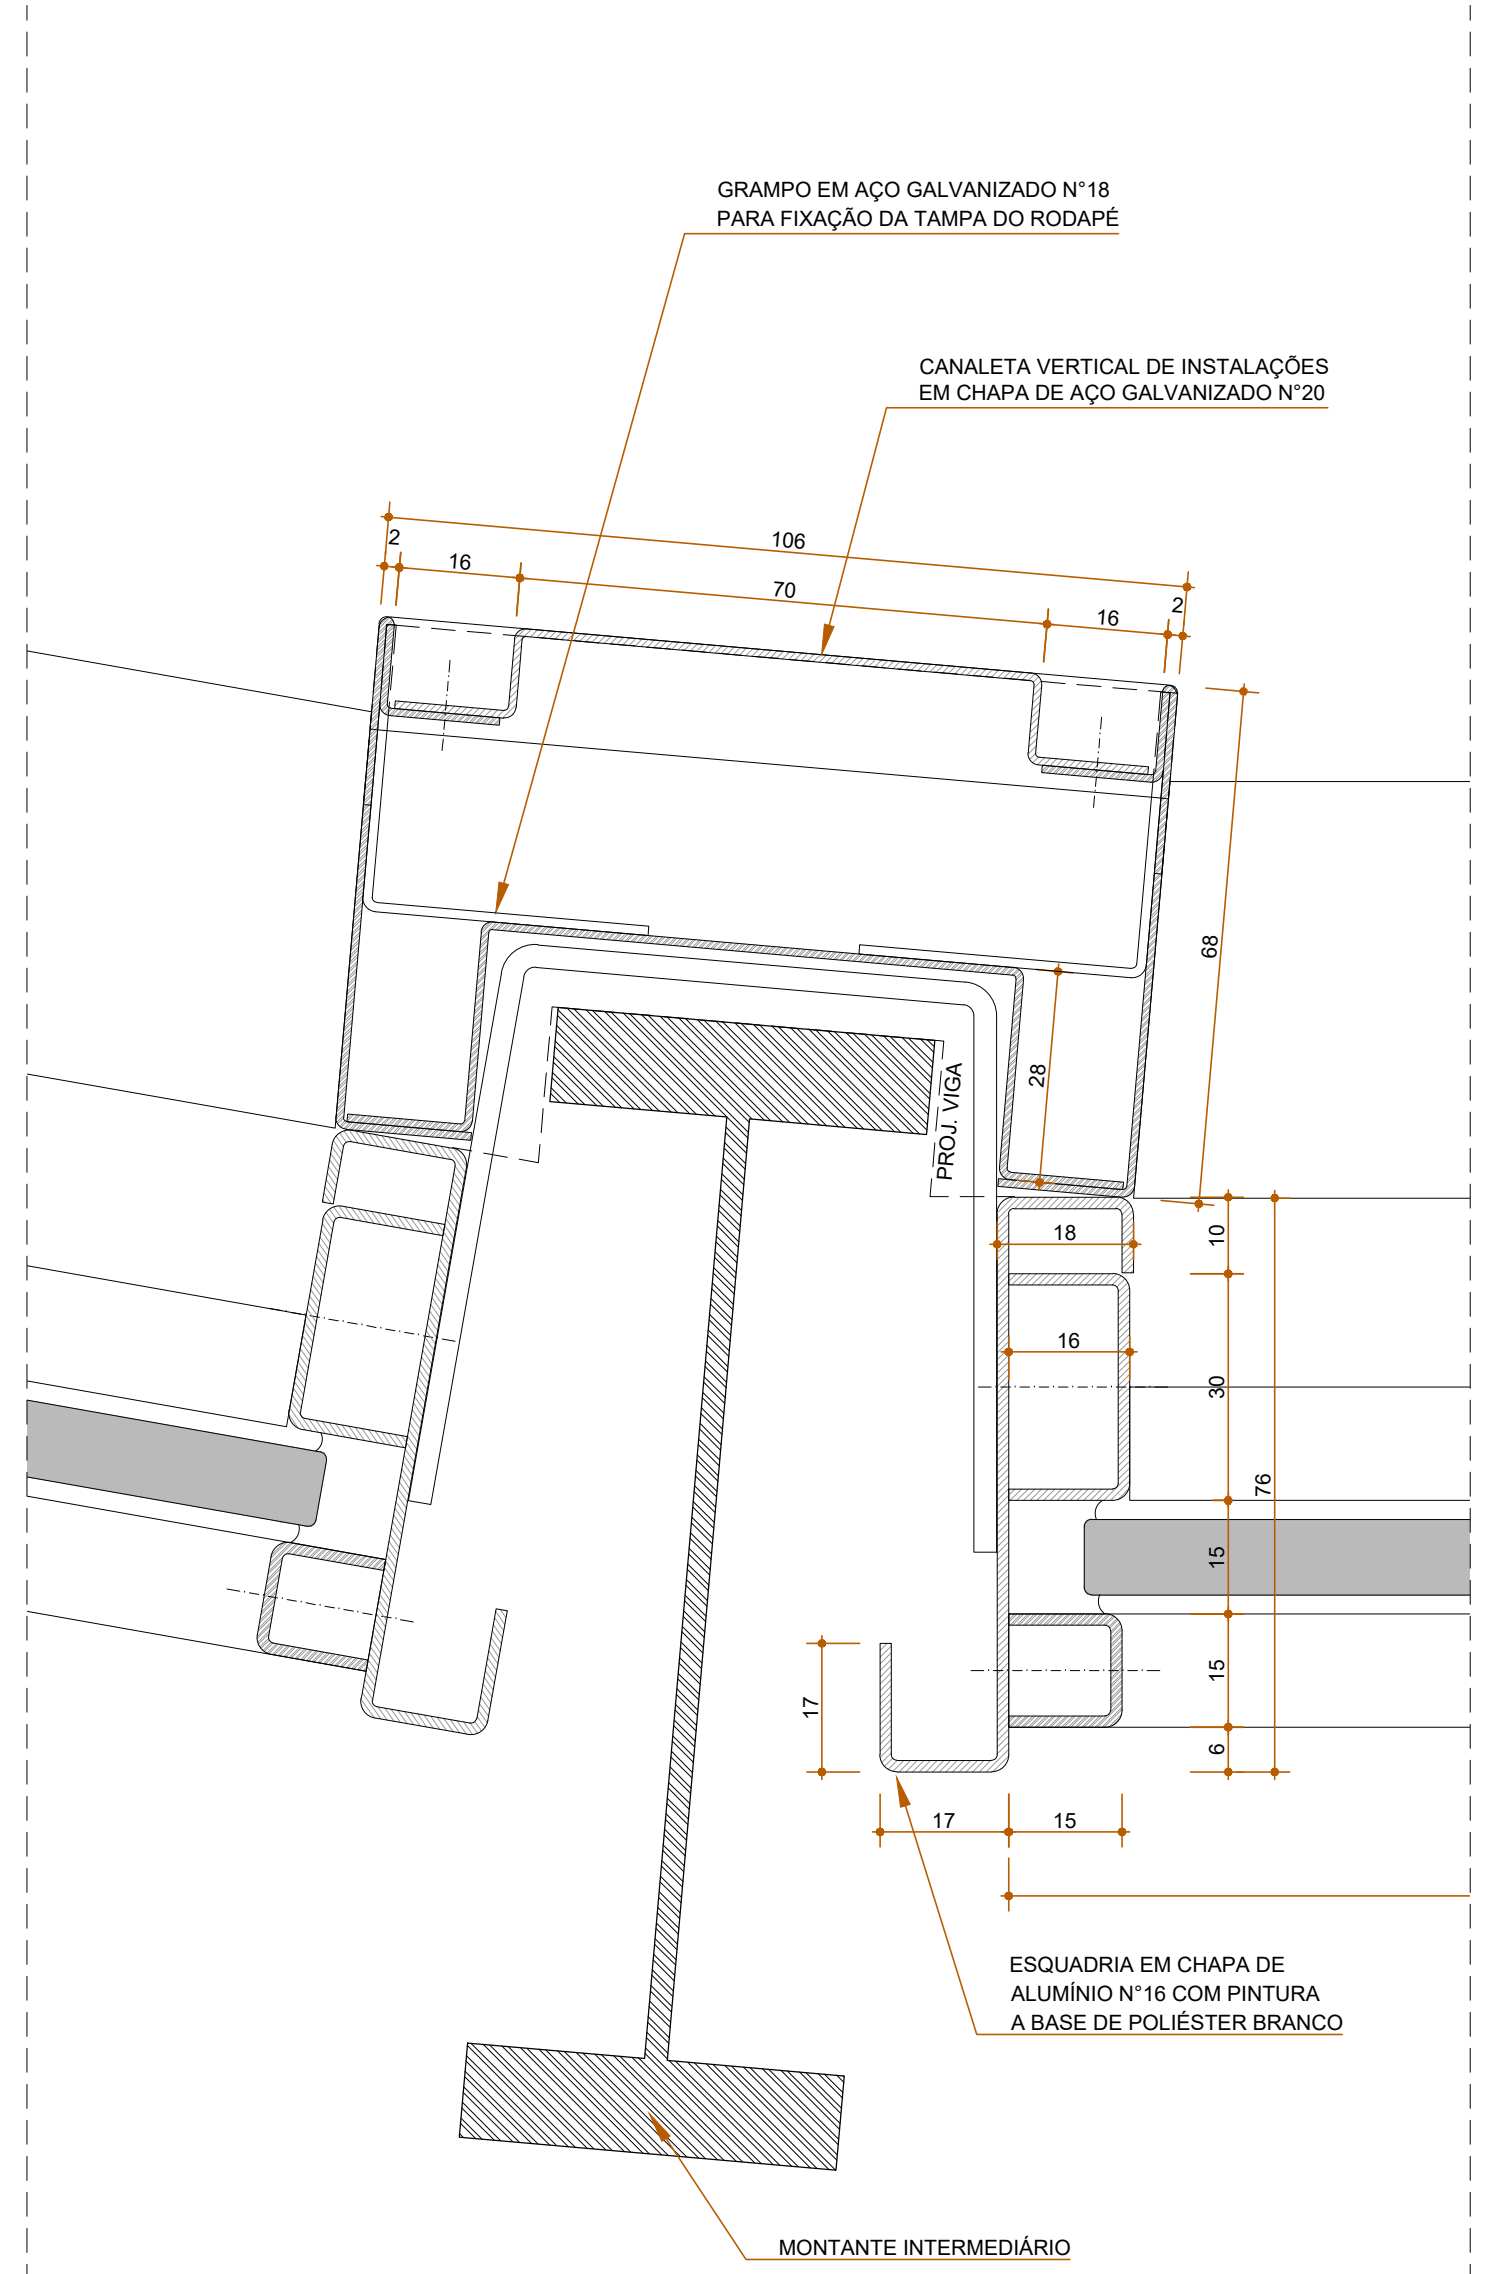 GRAMPO EM AÇO GALVANIZADO N°18
PARA FIXAÇÃO DA TAMPA DO RODAPÉ
CANALETA VERTICAL DE INSTALAÇÕES
EM CHAPA DE AÇO GALVANIZADO N°20
106
2
16
70
16
2
68
28
PROJ. VIGA
18
10
16
30
76
15
15
17
6
17
15
ESQUADRIA EM CHAPA DE
ALUMÍNIO N°16 COM PINTURA
A BASE DE POLIÉSTER BRANCO
MONTANTE INTERMEDIÁRIO